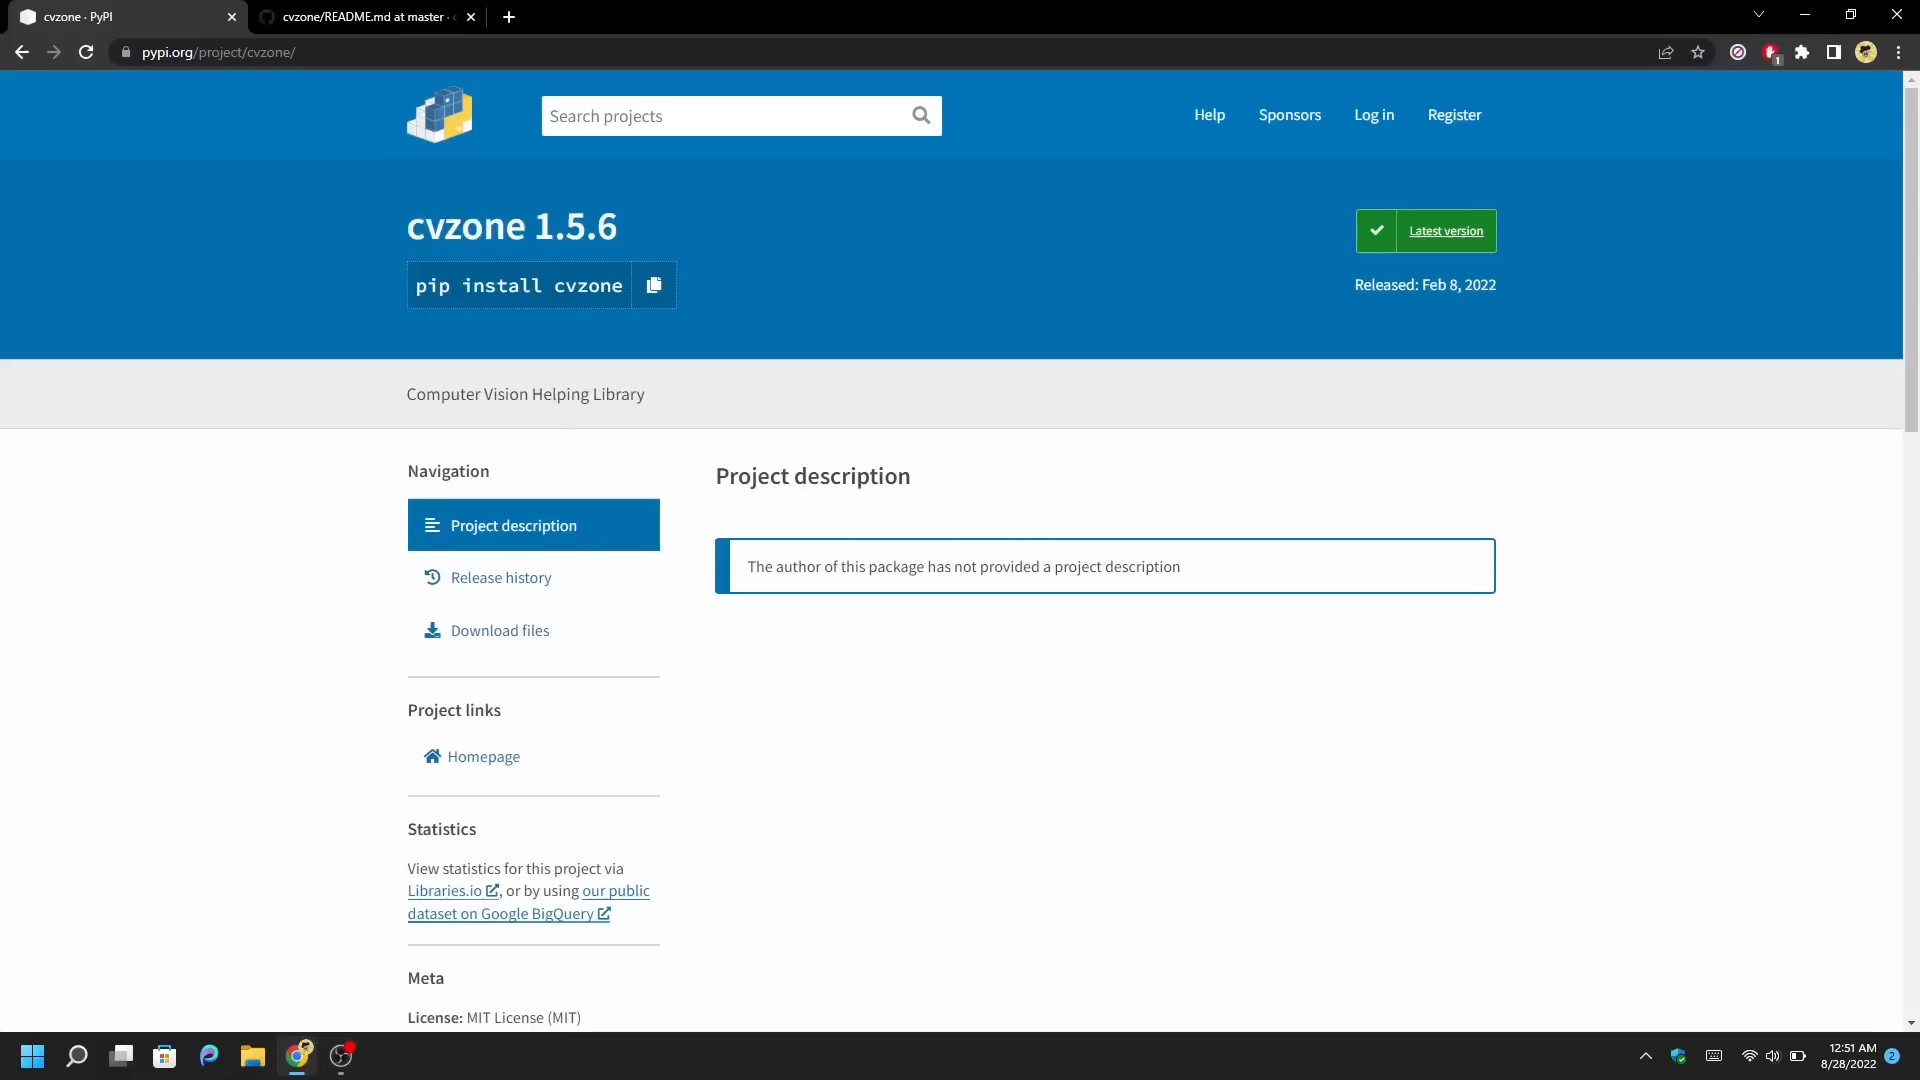 cvzone · PyPI
cvzone/README.md at master ·
pypi.org/project/cvzone/
1
Search projects
Help
Sponsors
Log in
Register
cvzone 1.5.6
pip install cvzone
Latest version
Released: Feb 8, 2022
Computer Vision Helping Library
Navigation
Project description
Release history
Download files
Project links
Homepage
Statistics
View statistics for this project via
Libraries.io, or by using our public
dataset on Google BigQuery
Meta
License: MIT License (MIT)
Project description
The author of this package has not provided a project description
12:51 AM
8/28/2022
2